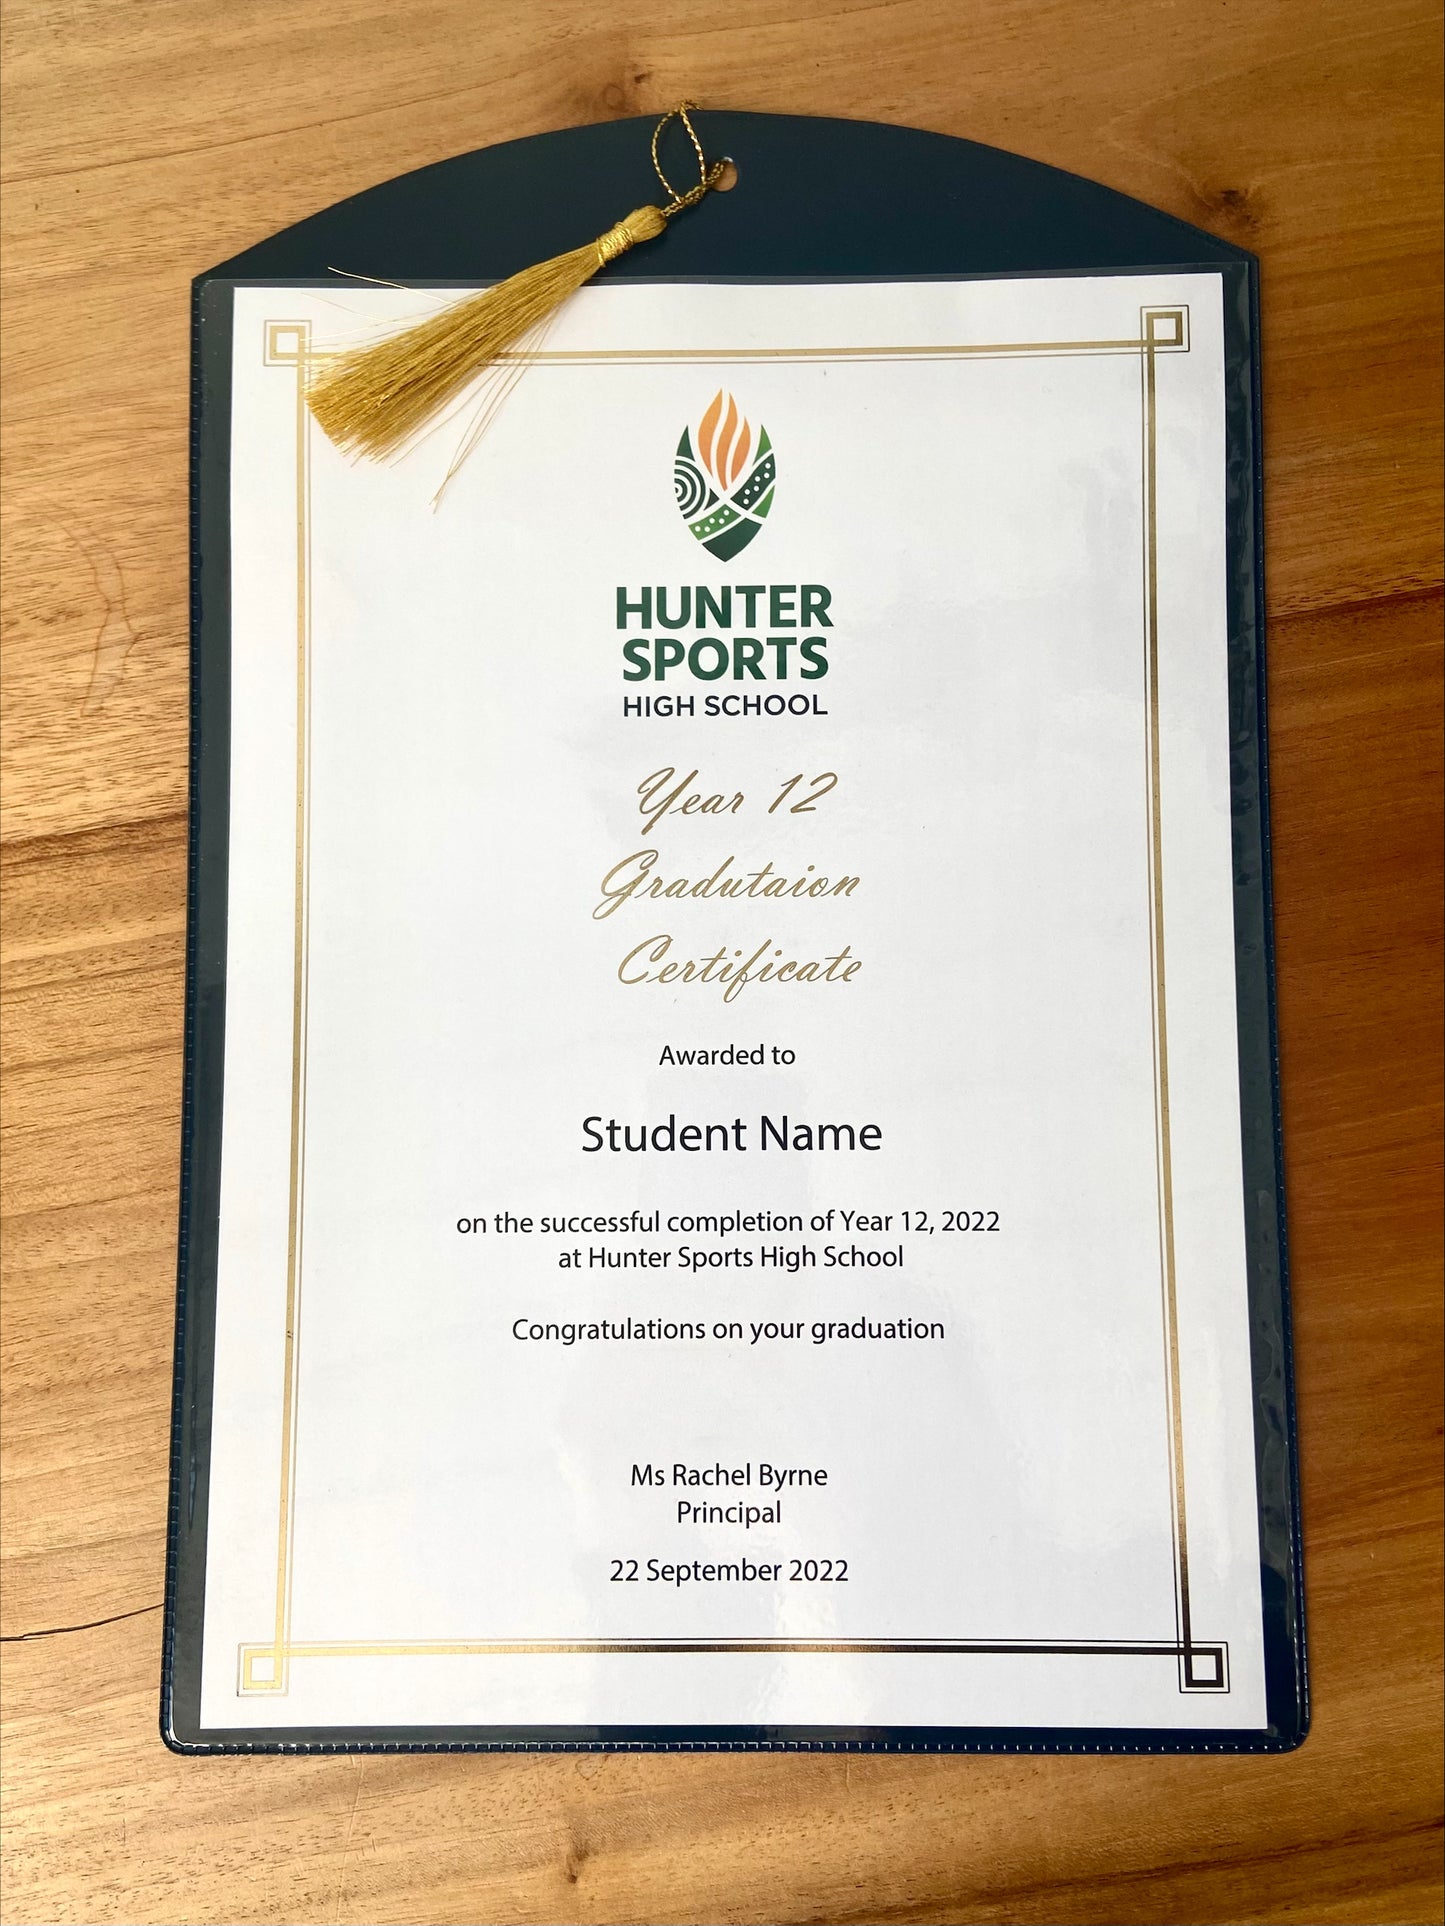 HUNTER
SPORTS
HIGH SCHOOL
Year 12
Gradutaion
Certificate
Awarded to
Student Name
on the successful completion of Year 12, 2022
at Hunter Sports High School
Congratulations on your graduation
Ms Rachel Byrne
Principal
22 September 2022